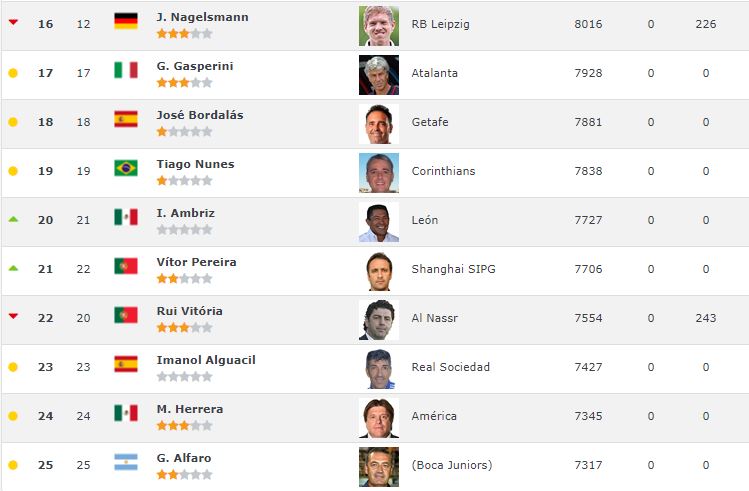 16 12 J. Nagelsmann RB Leipzig 8016 0 226
17 17 G. Gasperini Atalanta 7928 0 0
18 18 José Bordalás Getafe 7881 0 0
19 19 Tiago Nunes Corinthians 7838 0 0
20 21 I. Ambriz León 7727 0 0
21 22 Vítor Pereira Shanghai SIPG 7706 0 0
22 20 Rui Vitória Al Nassr 7554 0 243
23 23 Imanol Alguacil Real Sociedad 7427 0 0
24 24 M. Herrera América 7345 0 0
25 25 G. Alfaro (Boca Juniors) 7317 0 0